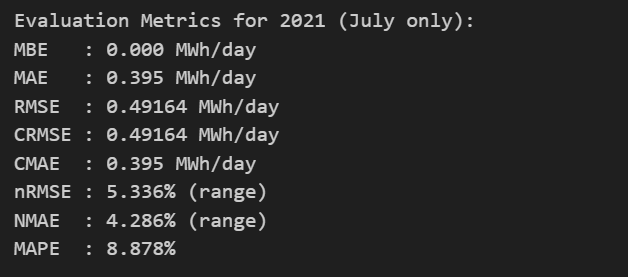 Evaluation Metrics for 2021 (July only):
MBE   : 0.000 MWh/day
MAE   : 0.395 MWh/day
RMSE  : 0.49164 MWh/day
CRMSE : 0.49164 MWh/day
CMAE  : 0.395 MWh/day
nRMSE : 5.336% (range)
NMAE  : 4.286% (range)
MAPE  : 8.878%